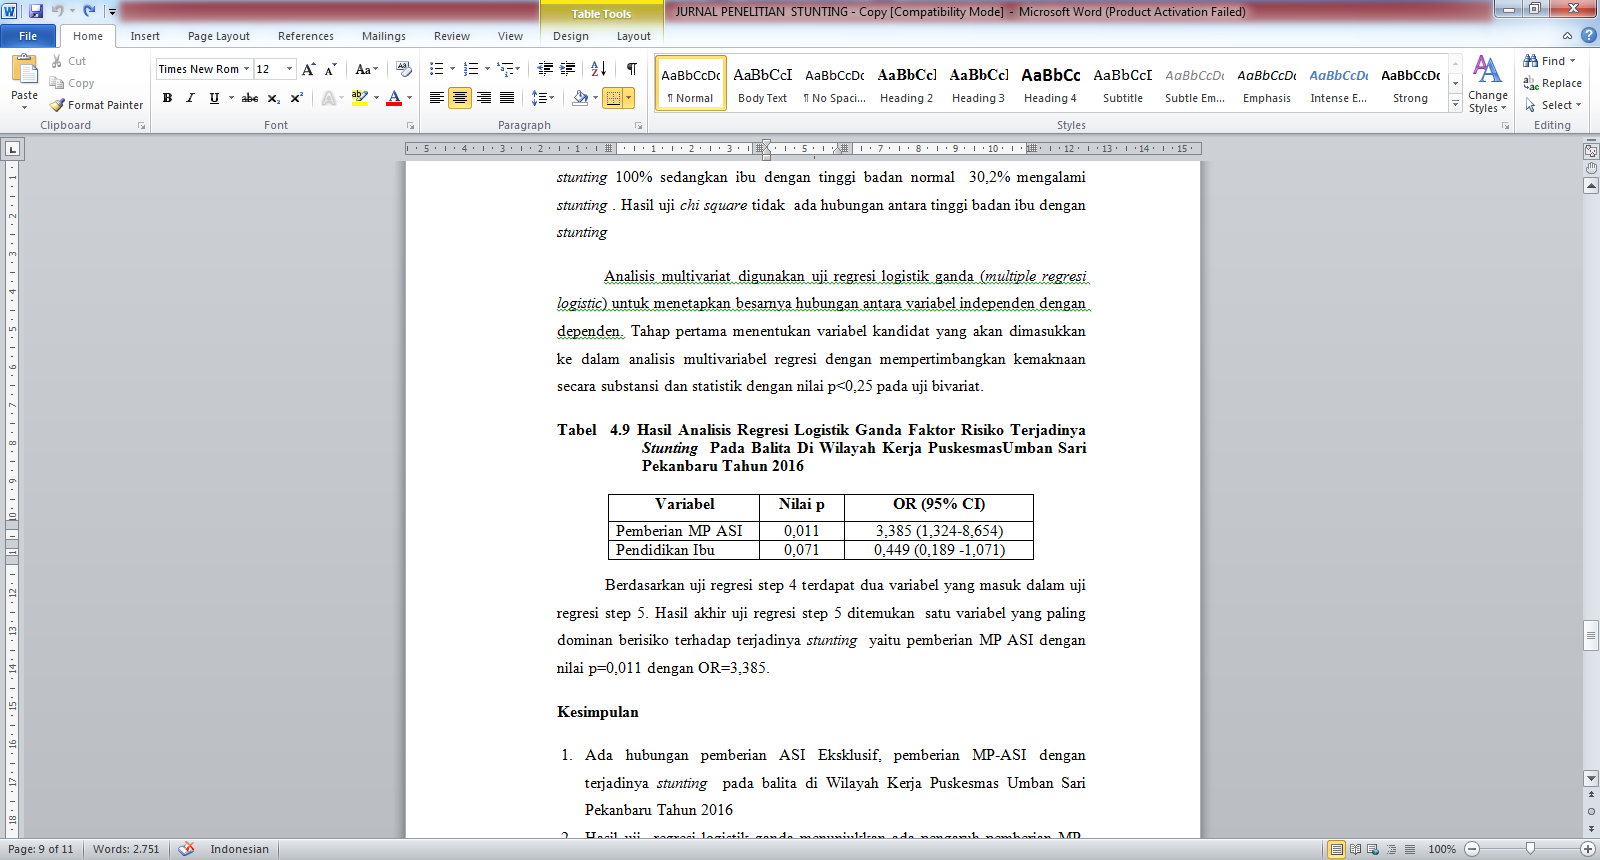 JURNAL PENELITIAN  STUNTING - Copy [Compatibility Mode]  -  Microsoft Word (Product Activation Failed)
Table Tools
File Home Insert Page Layout References Mailings Review View Design Layout
Paste
Cut
Copy
Format Painter
Clipboard
Times New Rom 12
Font
Paragraph
AaBbCcDc AaBbCcI AaBbCcDc AaBbCcI AaBbCcI AaBbCc AaBbCcI AaBbCcDc AaBbCcDc AaBbCcDc AaBbCcDc
¶ Normal Body Text ¶ No Spaci... Heading 2 Heading 3 Heading 4 Subtitle Subtle Em... Emphasis Intense E... Strong
Change Styles
Styles
Find
Replace
Select
Editing
stunting 100% sedangkan ibu dengan tinggi badan normal  30,2% mengalami
stunting . Hasil uji chi square tidak  ada hubungan antara tinggi badan ibu dengan
stunting
Analisis multivariat digunakan uji regresi logistik ganda (multiple regresi
logistic) untuk menetapkan besarnya hubungan antara variabel independen dengan
dependen. Tahap pertama menentukan variabel kandidat yang akan dimasukkan
ke dalam analisis multivariabel regresi dengan mempertimbangkan kemaknaan
secara substansi dan statistik dengan nilai p<0,25 pada uji bivariat.
Tabel  4.9 Hasil Analisis Regresi Logistik Ganda Faktor Risiko Terjadinya
Stunting  Pada Balita Di Wilayah Kerja PuskesmasUmban Sari
Pekanbaru Tahun 2016
Variabel Nilai p OR (95% CI)
Pemberian MP ASI 0,011 3,385 (1,324-8,654)
Pendidikan Ibu 0,071 0,449 (0,189 -1,071)
Berdasarkan uji regresi step 4 terdapat dua variabel yang masuk dalam uji
regresi step 5. Hasil akhir uji regresi step 5 ditemukan  satu variabel yang paling
dominan berisiko terhadap terjadinya stunting  yaitu pemberian MP ASI dengan
nilai p=0,011 dengan OR=3,385.
Kesimpulan
1. Ada hubungan pemberian ASI Eksklusif, pemberian MP-ASI dengan
terjadinya stunting  pada balita di Wilayah Kerja Puskesmas Umban Sari
Pekanbaru Tahun 2016
2. Hasil uji  regresi logistik ganda menunjukkan ada pengaruh pemberian MP-
Page: 9 of 11 Words: 2.751 Indonesian 100%